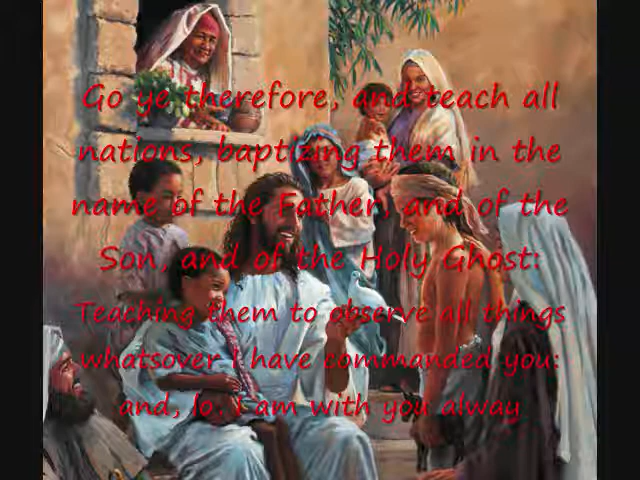 Go ye therefore, and teach all
nations, baptizing them in the
name of the Father, and of the
Son, and of the Holy Ghost:
Teaching them to observe all things
whatsover I have commanded you:
and, lo, I am with you alway